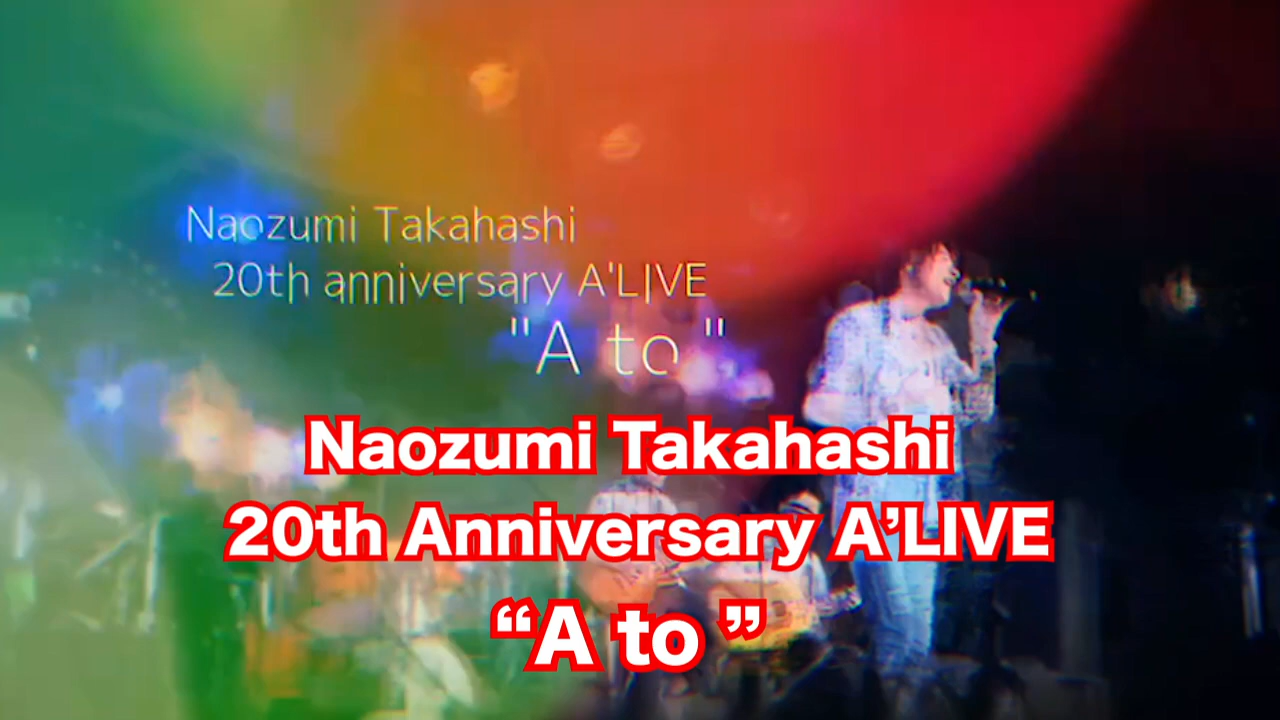 Naozumi Takahashi
20th anniversary A'LIVE
"A to "
Naozumi Takahashi
20th Anniversary A’LIVE
“A to ”